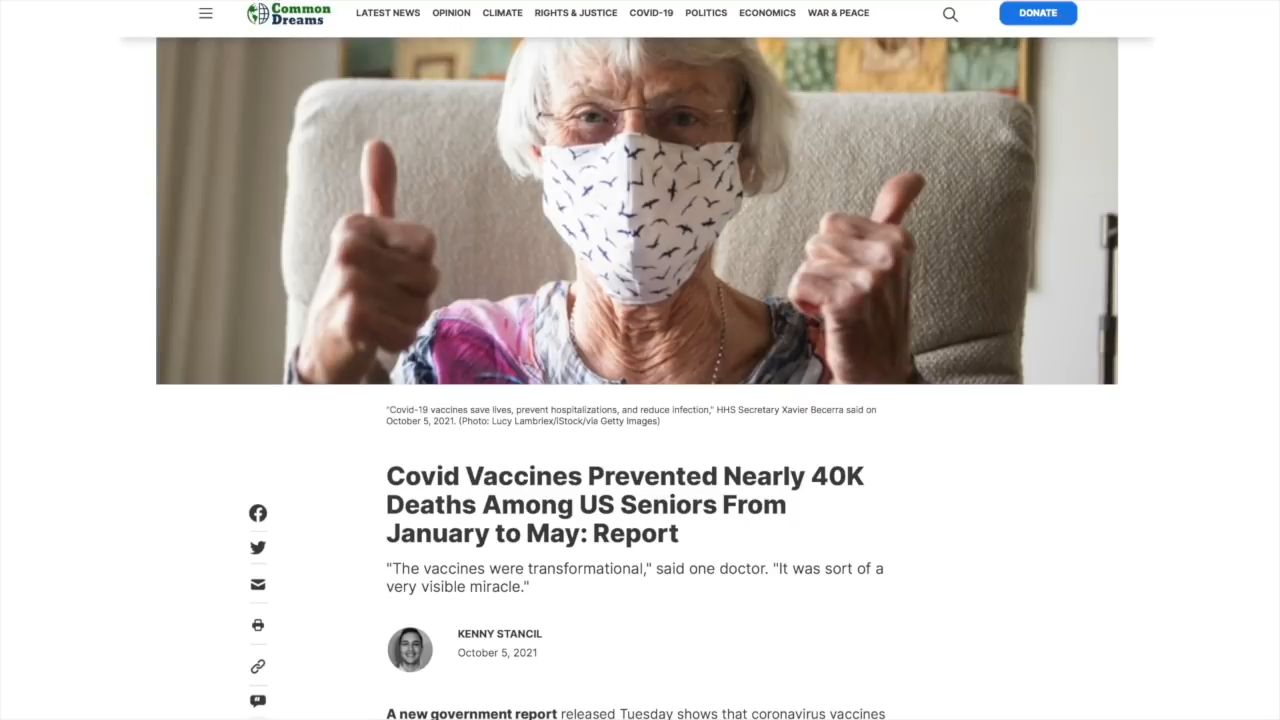 Common
Dreams
LATEST NEWS OPINION CLIMATE RIGHTS & JUSTICE COVID-19 POLITICS ECONOMICS WAR & PEACE
DONATE
"Covid-19 vaccines save lives, prevent hospitalizations, and reduce infection," HHS Secretary Xavier Becerra said on
October 5, 2021. (Photo: Lucy Lambriex/iStock/via Getty Images)
Covid Vaccines Prevented Nearly 40K
Deaths Among US Seniors From
January to May: Report
"The vaccines were transformational," said one doctor. "It was sort of a
very visible miracle."
KENNY STANCIL
October 5, 2021
A new government report released Tuesday shows that coronavirus vaccines